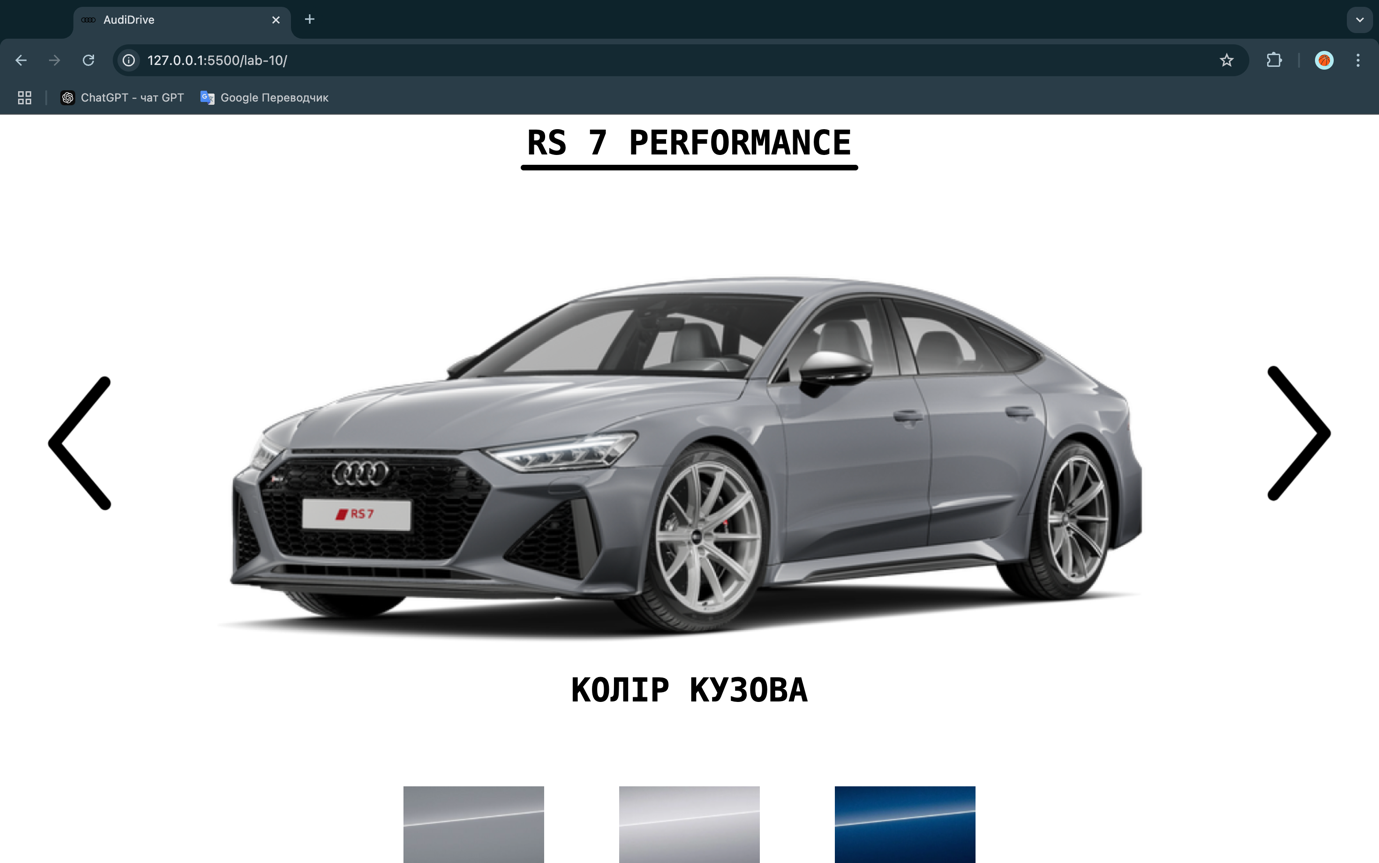 AudiDrive
127.0.0.1:5500/lab-10/
ChatGPT - чат GPT
Google Переводчик
RS 7 PERFORMANCE
RS 7
КОЛІР КУЗОВА